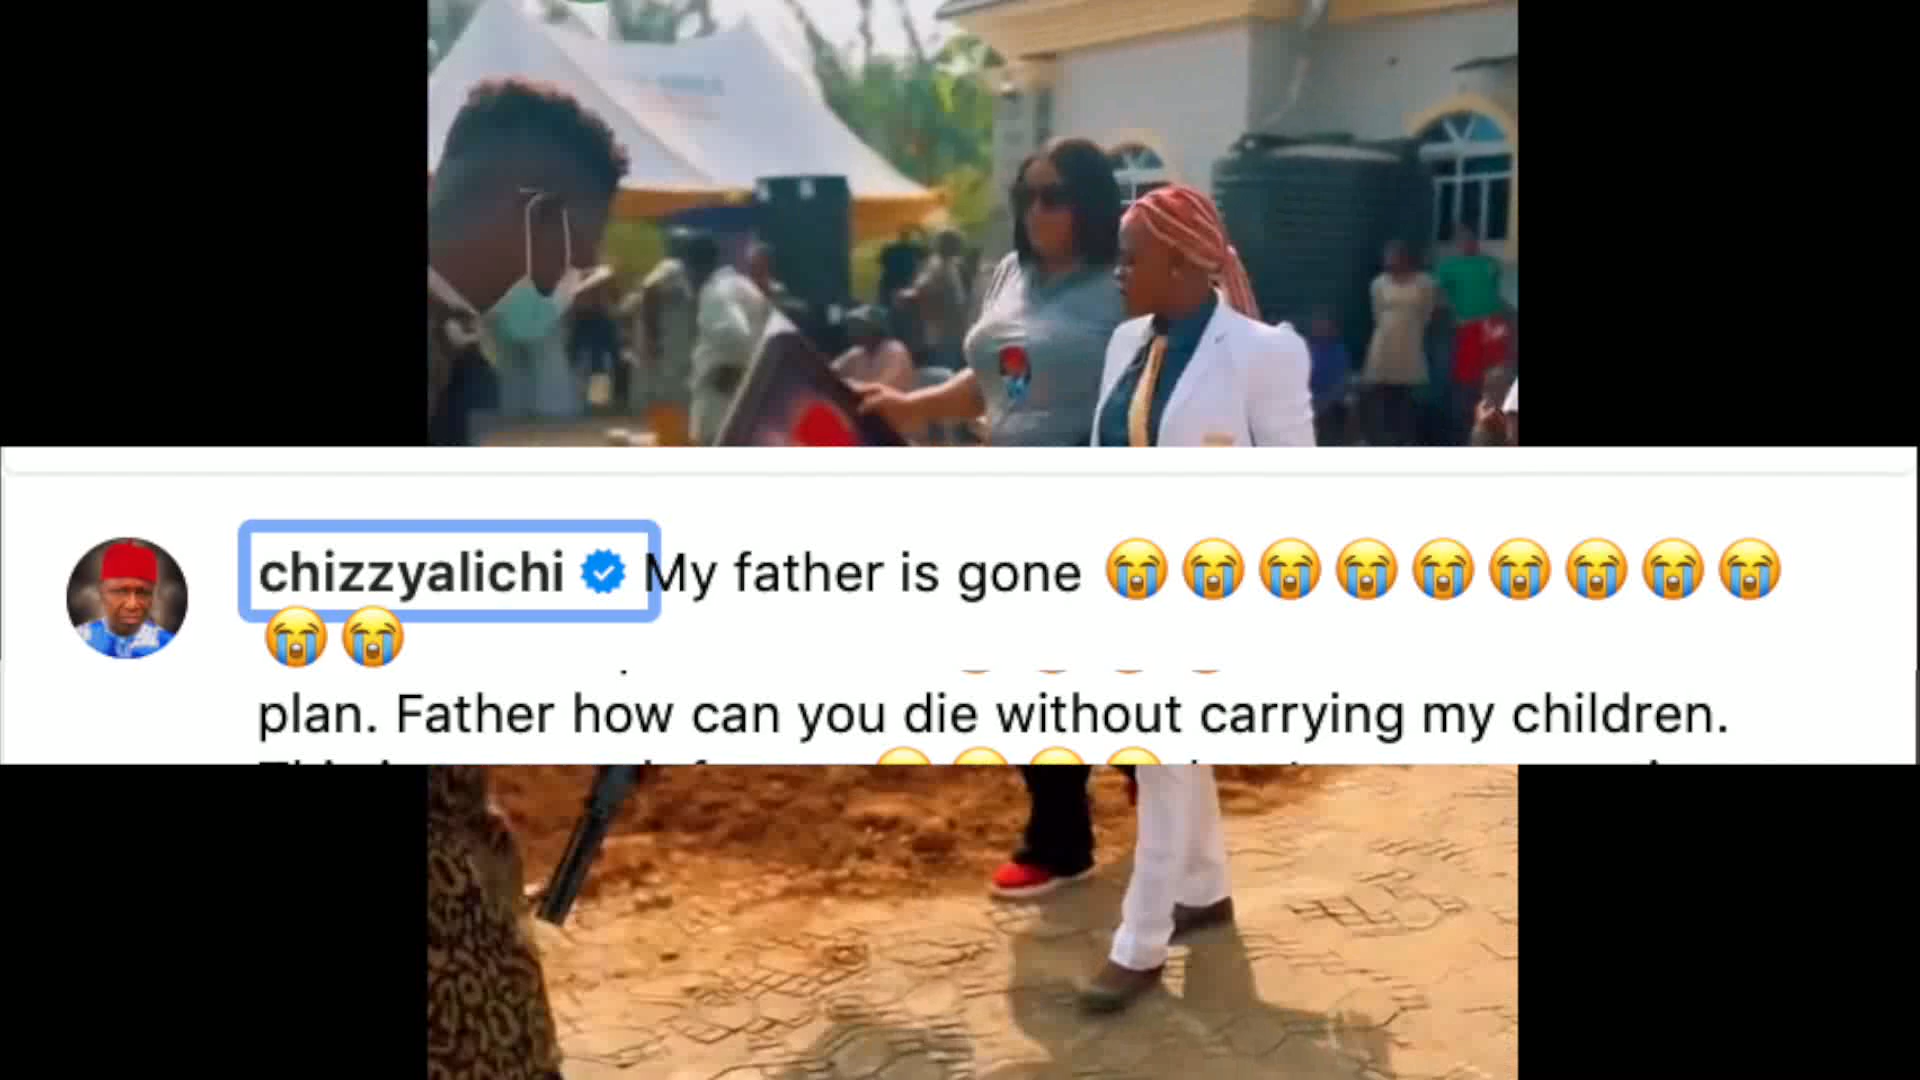 chizzyalichi My father is gone 😭😭😭😭😭😭😭😭😭
😭😭
plan. Father how can you die without carrying my children.